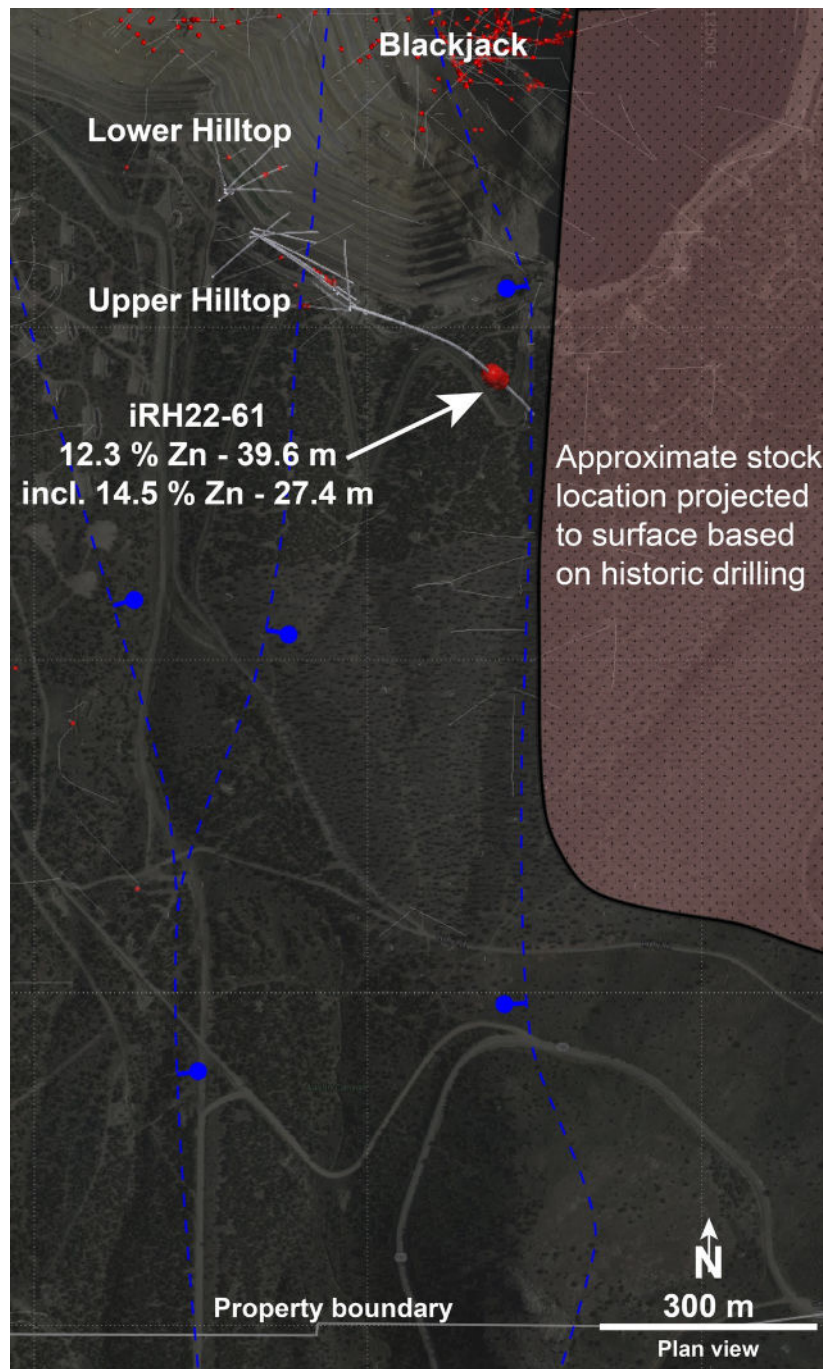 Blackjack
Lower Hilltop
Upper Hilltop
iRH22-61
12.3 % Zn - 39.6 m
incl. 14.5 % Zn - 27.4 m
Approximate stock
location projected
to surface based
on historic drilling
N
Property boundary
300 m
Plan view